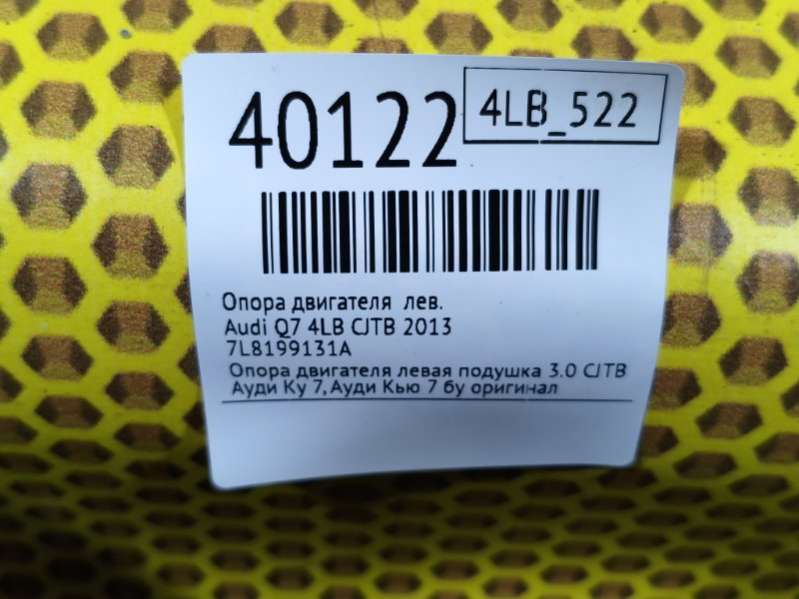 40122
4LB_522
Опора двигателя лев.
Audi Q7 4LB CJTB 2013
7L8199131A
Опора двигателя левая подушка 3.0 CJTB
Ауди Ку 7, Ауди Кью 7 бу оригинал